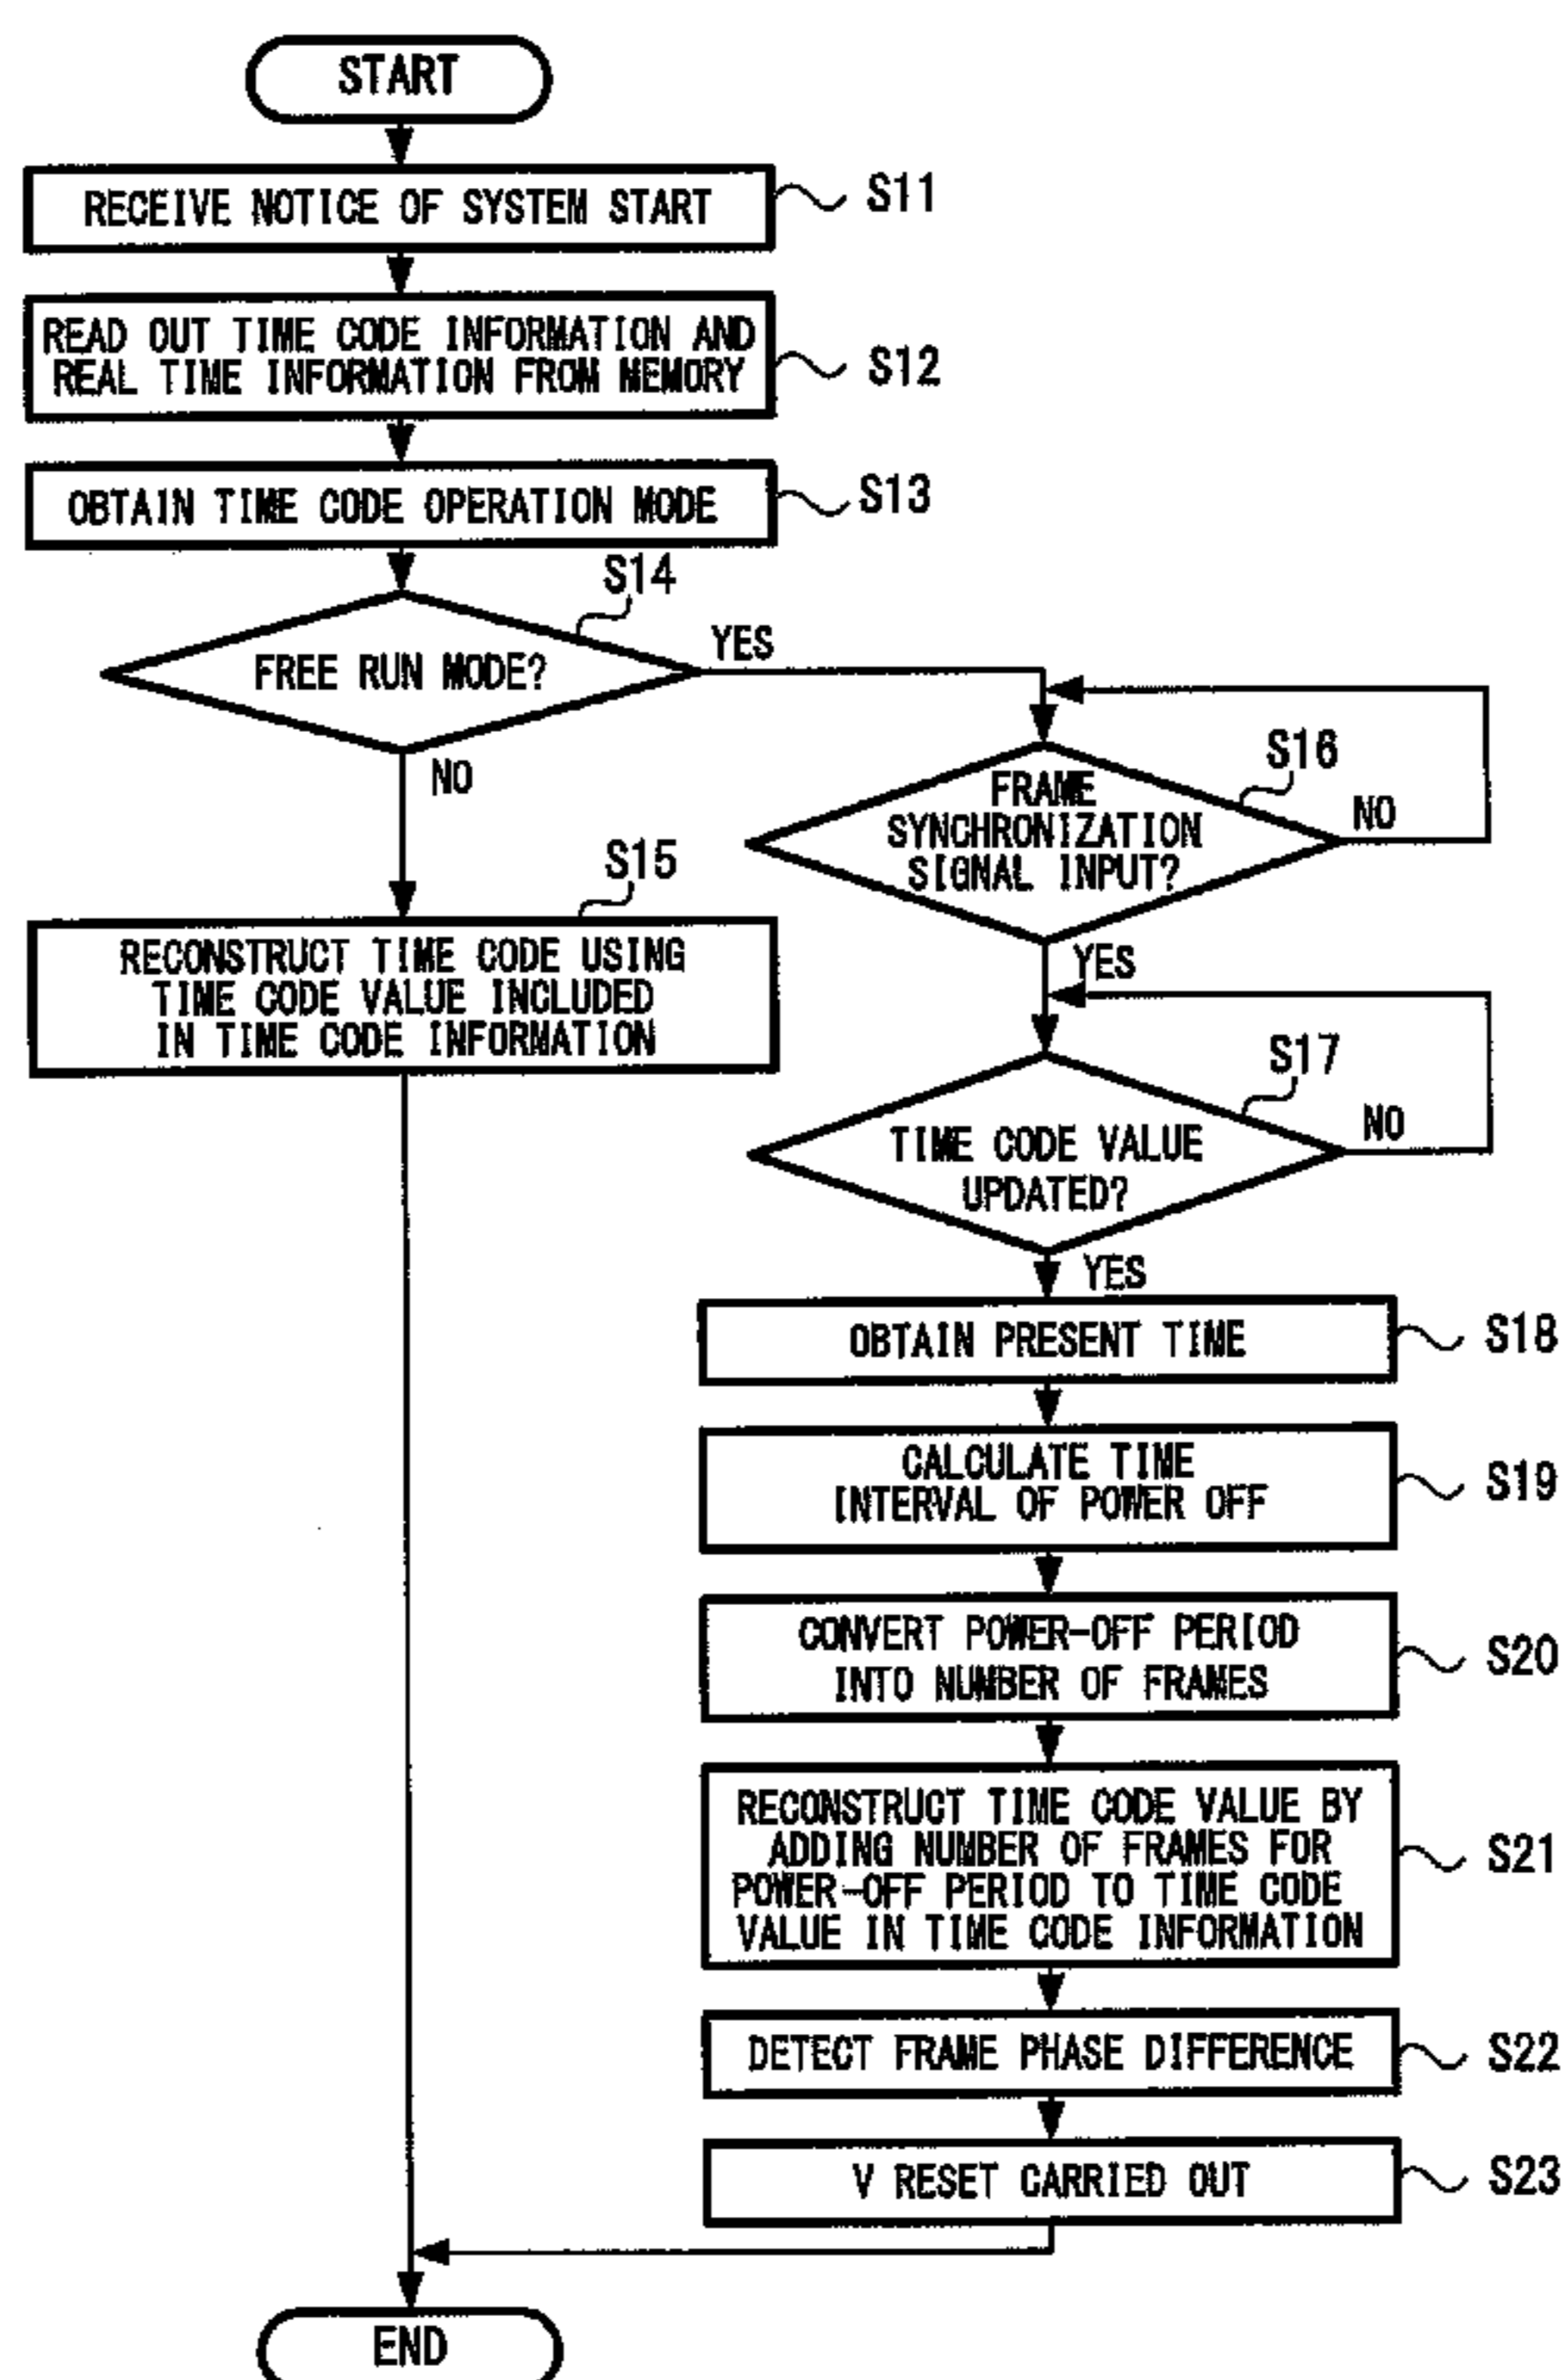 START
RECEIVE NOTICE OF SYSTEM START
S11
READ OUT TIME CODE INFORMATION AND
REAL TIME INFORMATION FROM MEMORY
S12
OBTAIN TIME CODE OPERATION MODE
S13
S14
FREE RUN MODE?
YES
NO
S16
FRAME
SYNCHRONIZATION
SIGNAL INPUT?
NO
YES
S15
RECONSTRUCT TIME CODE USING
TIME CODE VALUE INCLUDED
IN TIME CODE INFORMATION
S17
TIME CODE VALUE
UPDATED?
NO
YES
OBTAIN PRESENT TIME
S18
CALCULATE TIME
INTERVAL OF POWER OFF
S19
CONVERT POWER-OFF PERIOD
INTO NUMBER OF FRAMES
S20
RECONSTRUCT TIME CODE VALUE BY
ADDING NUMBER OF FRAMES FOR
POWER-OFF PERIOD TO TIME CODE
VALUE IN TIME CODE INFORMATION
S21
DETECT FRAME PHASE DIFFERENCE
S22
V RESET CARRIED OUT
S23
END